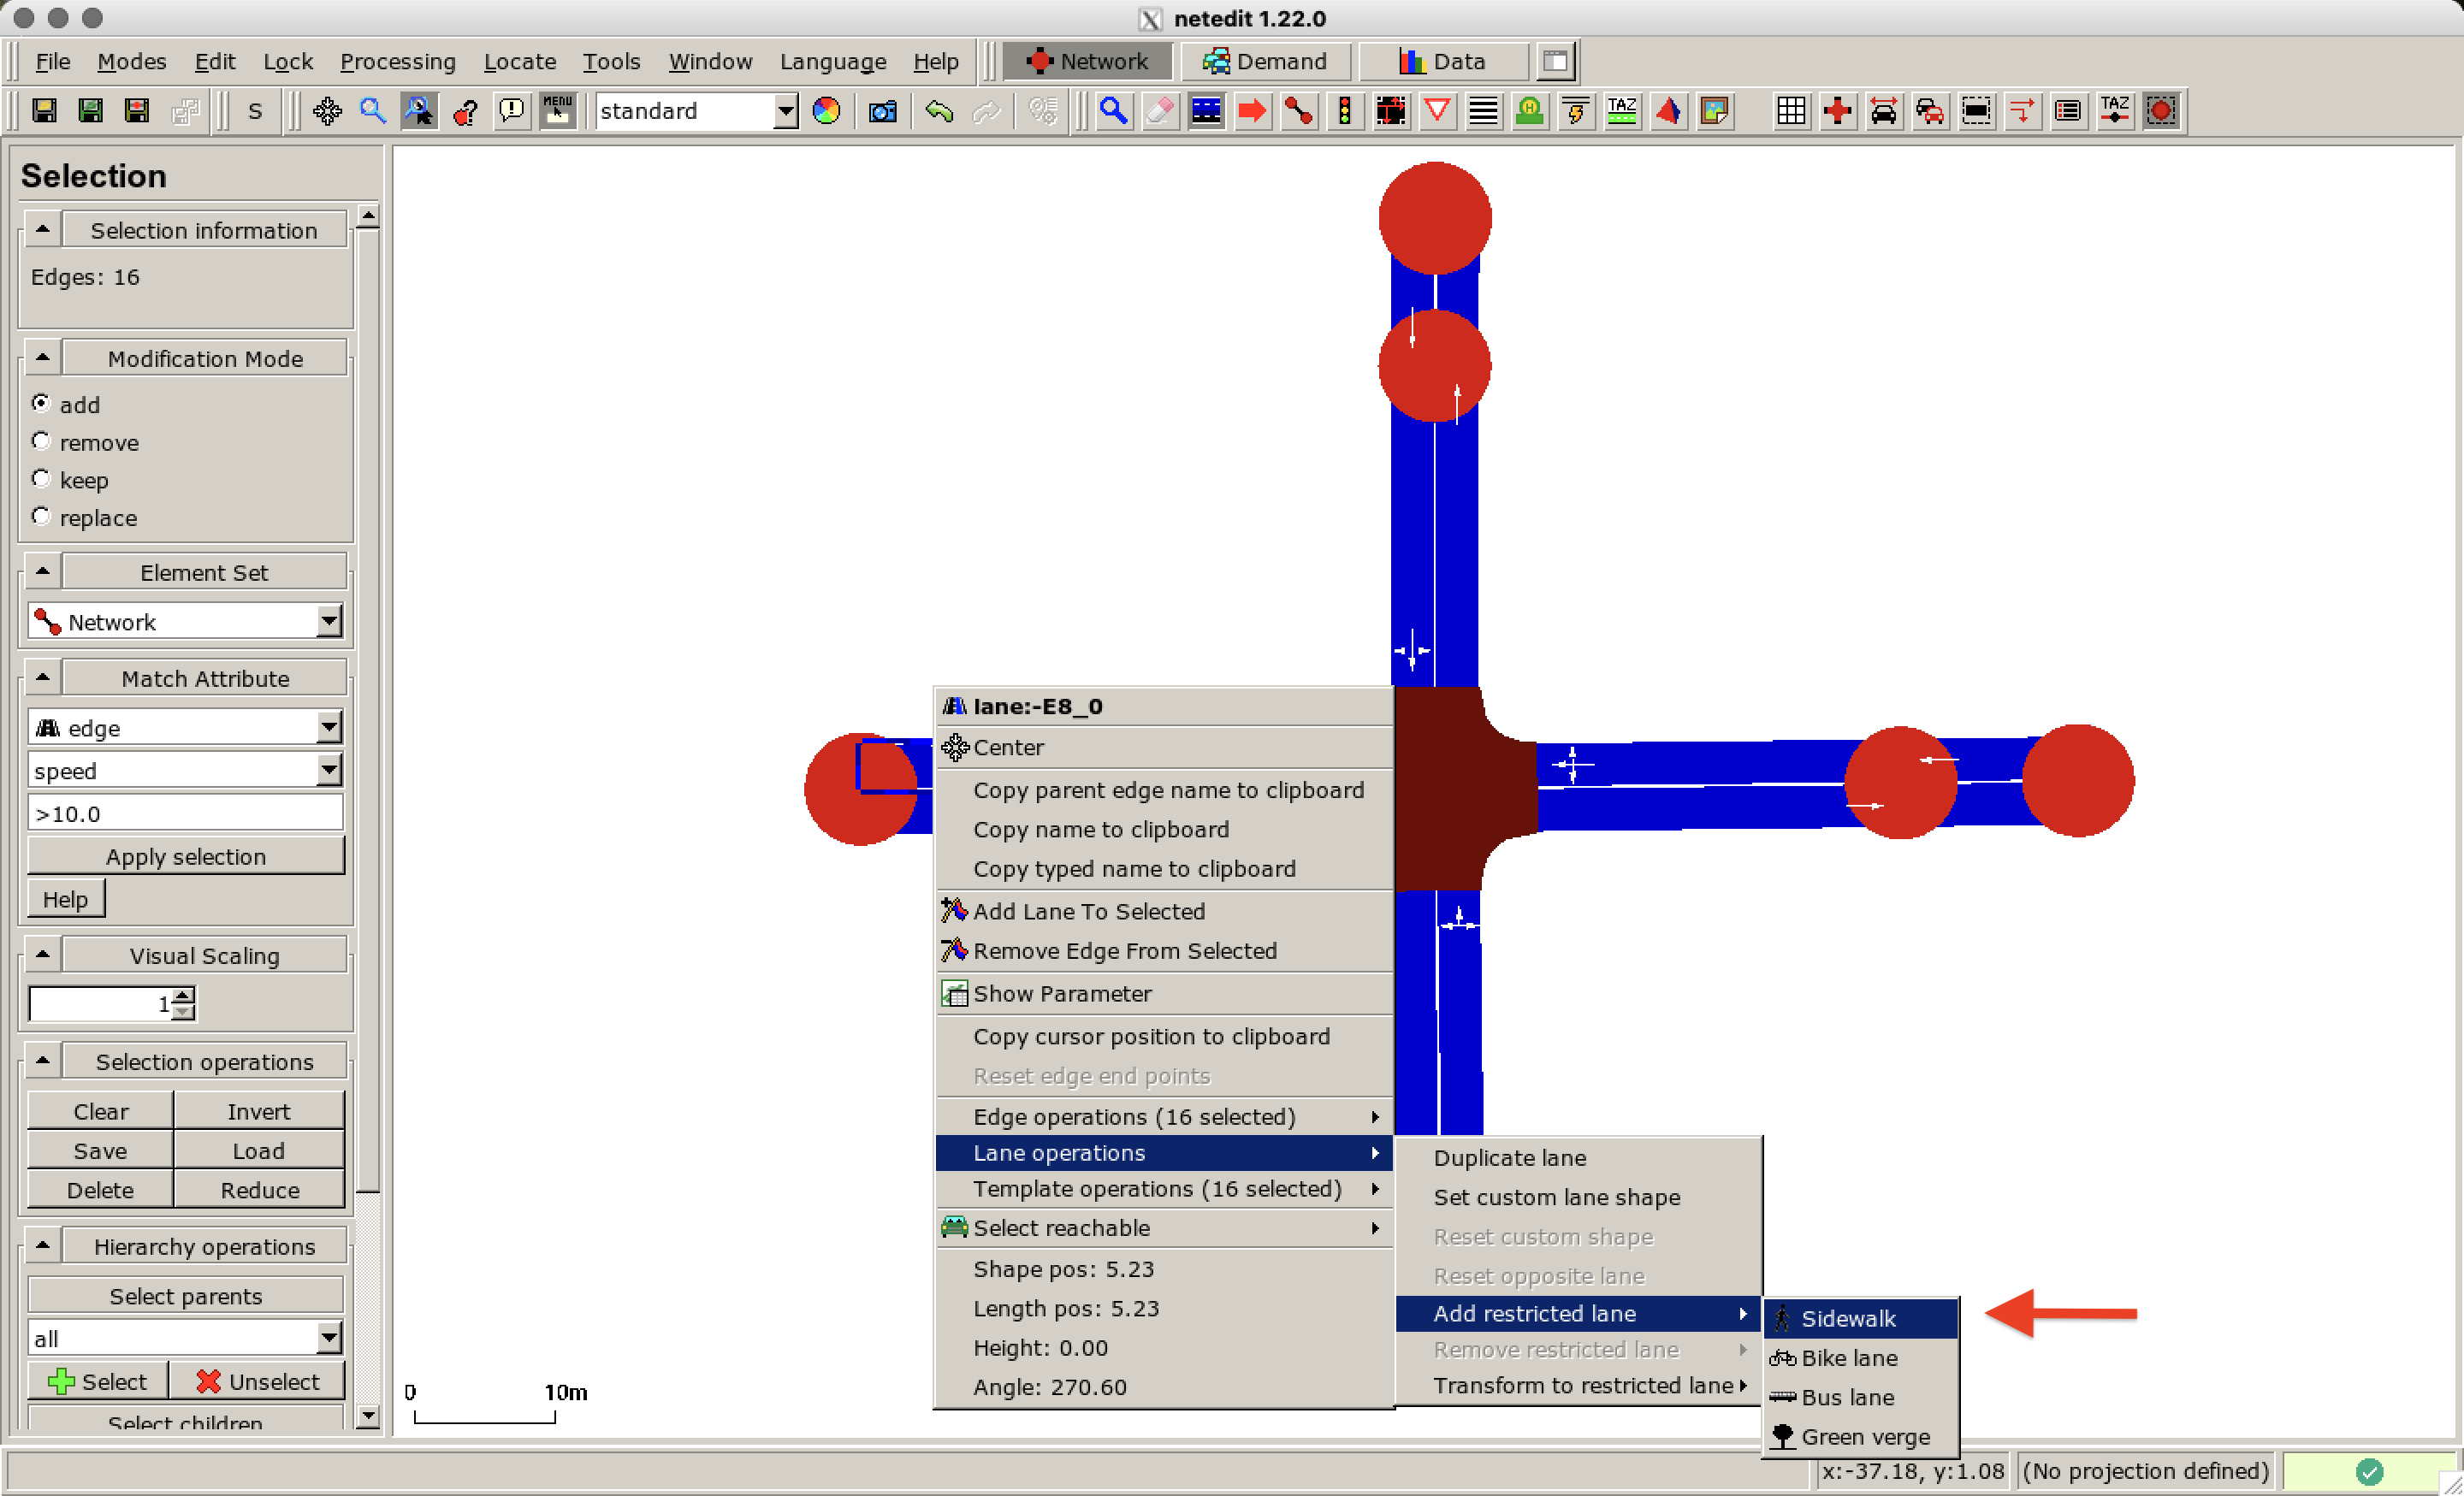 netedit 1.22.0
File Modes Edit Lock Processing Locate Tools Window Language Help Network Demand Data
S MENU standard TAZ TAZ
Selection
Selection information
Edges: 16
Modification Mode
add
remove
keep
replace
Element Set
Network
Match Attribute
edge
speed
>10.0
Apply selection
Help
Visual Scaling
1
Selection operations
Clear Invert
Save Load
Delete Reduce
Hierarchy operations
Select parents
all
Select Unselect
Select children
lane:-E8_0
Center
Copy parent edge name to clipboard
Copy name to clipboard
Copy typed name to clipboard
Add Lane To Selected
Remove Edge From Selected
Show Parameter
Copy cursor position to clipboard
Reset edge end points
Edge operations (16 selected)
Lane operations
Template operations (16 selected)
Select reachable
Shape pos: 5.23
Length pos: 5.23
Height: 0.00
Angle: 270.60
Duplicate lane
Set custom lane shape
Reset custom shape
Reset opposite lane
Add restricted lane
Remove restricted lane
Transform to restricted lane
Sidewalk
Bike lane
Bus lane
Green verge
0 10m
x:-37.18, y:1.08 (No projection defined)